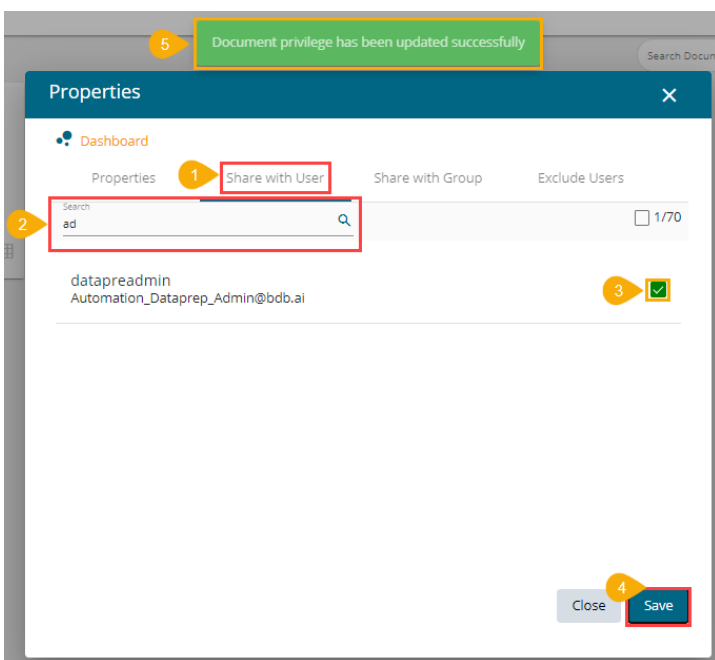 5 Document privilege has been updated successfully
Search Docum
Properties
Dashboard
Properties 1 Share with User Share with Group Exclude Users
Search
2 ad 1/70
datapreadmin
Automation_Dataprep_Admin@bdb.ai 3
4
Close Save